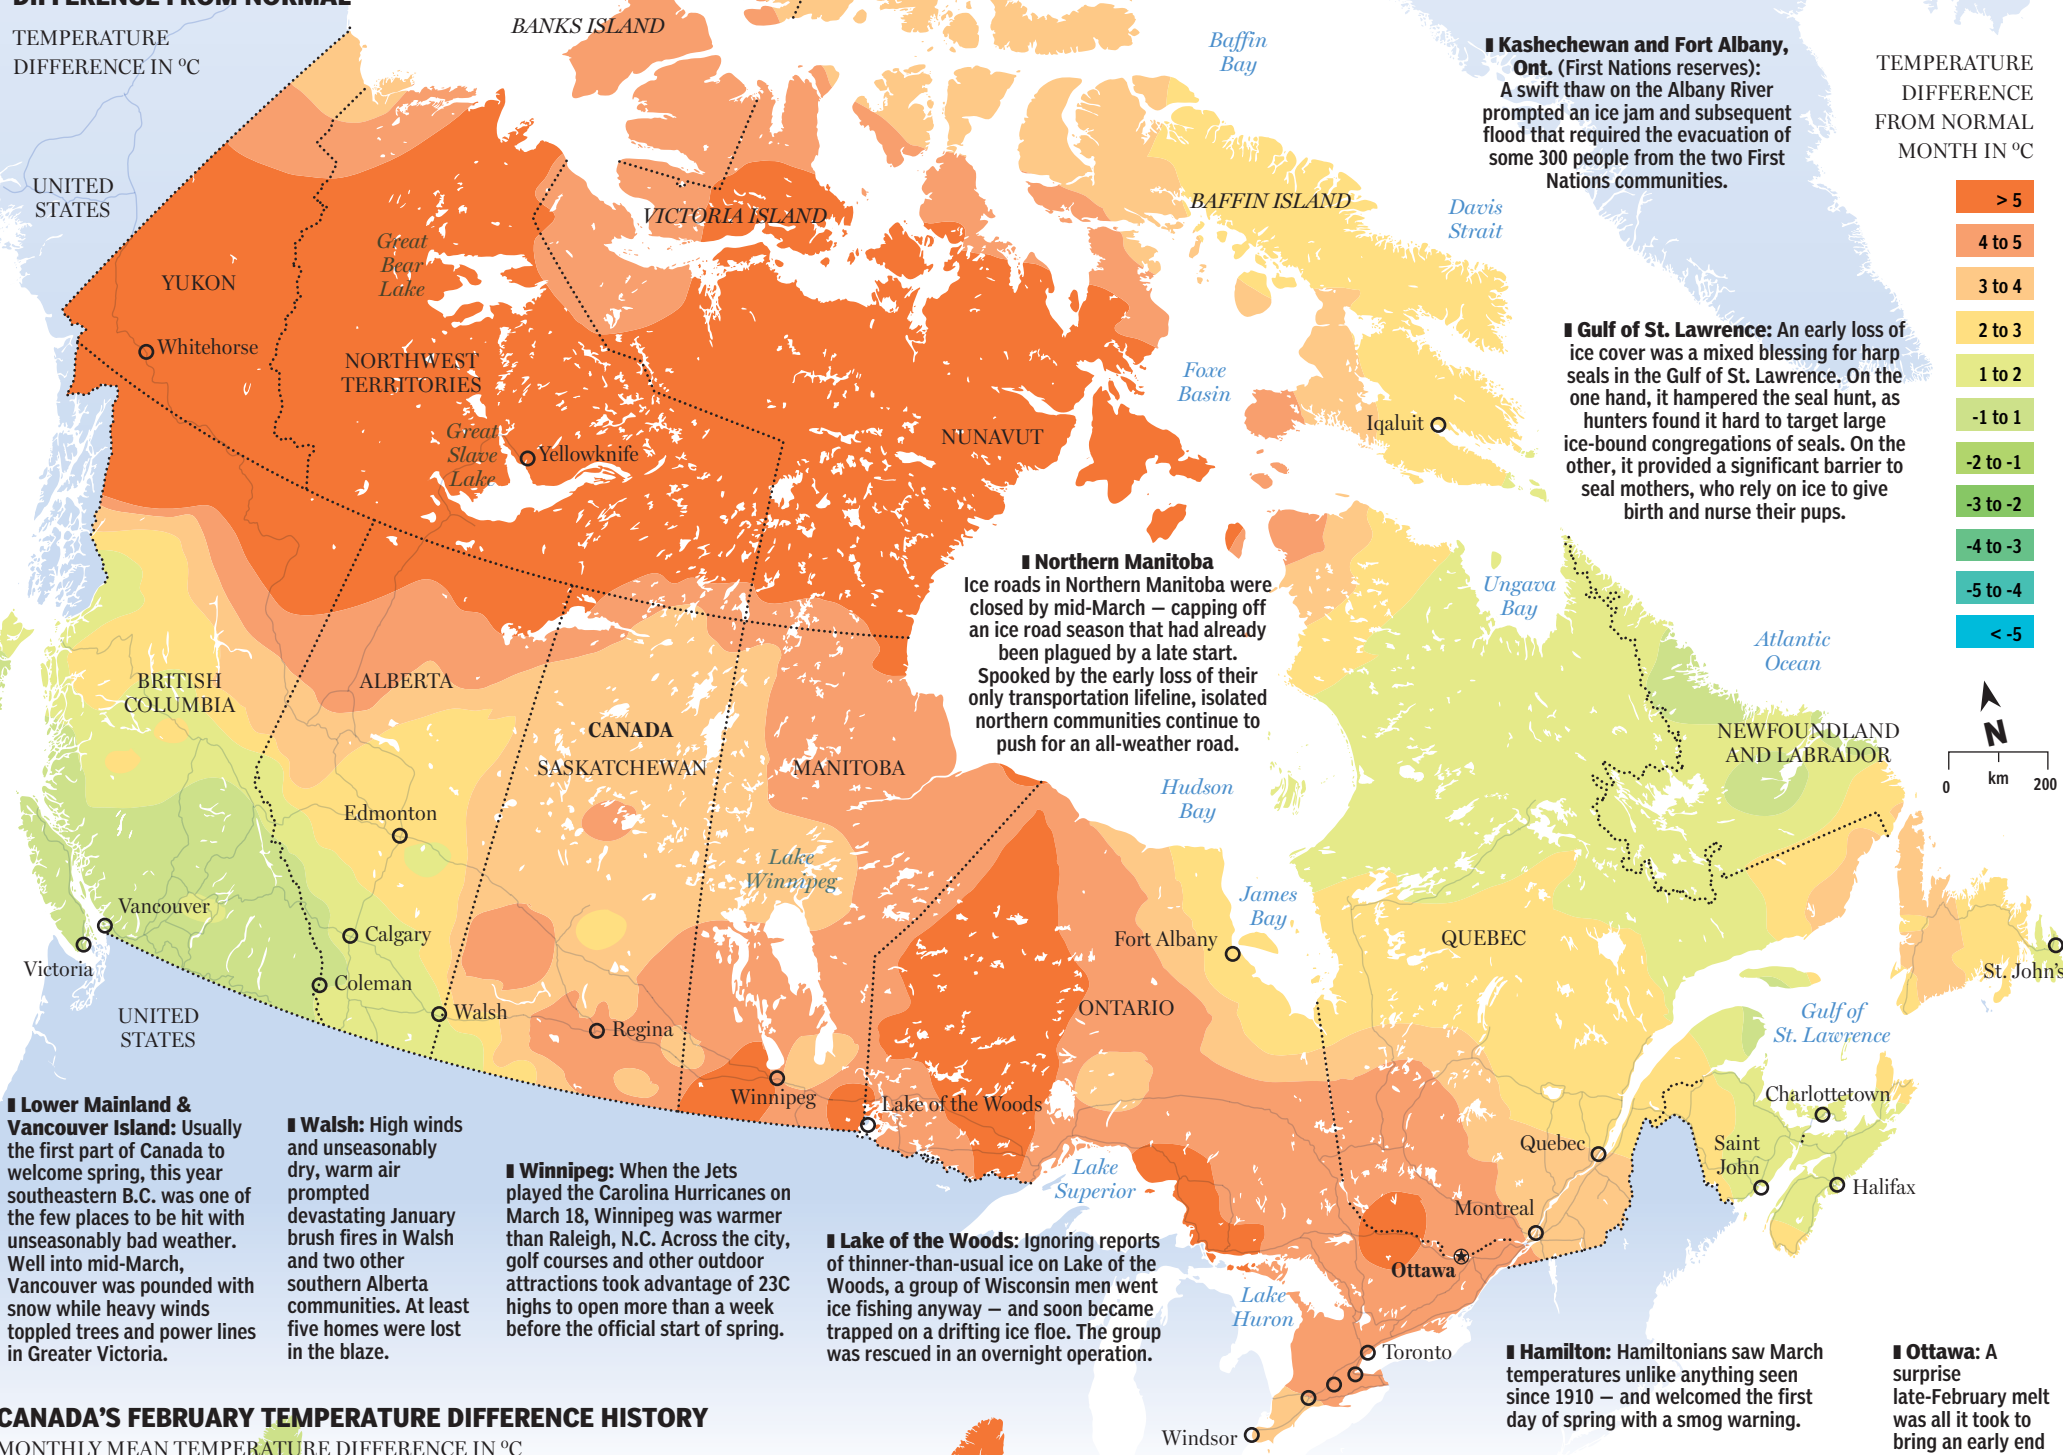 DIFFERENCE FROM NORMAL
TEMPERATURE
DIFFERENCE IN ºC
BANKS ISLAND
Baffin
Bay
❚ Kashechewan and Fort Albany,
Ont. (First Nations reserves):
A swift thaw on the Albany River
prompted an ice jam and subsequent
flood that required the evacuation of
some 300 people from the two First
Nations communities.
TEMPERATURE
DIFFERENCE
FROM NORMAL
MONTH IN ºC
> 5
4 to 5
3 to 4
2 to 3
1 to 2
-1 to 1
-2 to -1
-3 to -2
-4 to -3
-5 to -4
< -5
N
0 km 200
UNITED
STATES
VICTORIA ISLAND
BAFFIN ISLAND
Davis
Strait
Great
Bear
Lake
YUKON
Whitehorse
NORTHWEST
TERRITORIES
Great
Slave
Lake
Yellowknife
NUNAVUT
Foxe
Basin
Iqaluit
❚ Gulf of St. Lawrence: An early loss of
ice cover was a mixed blessing for harp
seals in the Gulf of St. Lawrence. On the
one hand, it hampered the seal hunt, as
hunters found it hard to target large
ice-bound congregations of seals. On the
other, it provided a significant barrier to
seal mothers, who rely on ice to give
birth and nurse their pups.
❚ Northern Manitoba
Ice roads in Northern Manitoba were
closed by mid-March — capping off
an ice road season that had already
been plagued by a late start.
Spooked by the early loss of their
only transportation lifeline, isolated
northern communities continue to
push for an all-weather road.
Ungava
Bay
Atlantic
Ocean
BRITISH
COLUMBIA
ALBERTA
CANADA
SASKATCHEWAN
MANITOBA
NEWFOUNDLAND
AND LABRADOR
Hudson
Bay
Edmonton
Lake
Winnipeg
James
Bay
Vancouver
Calgary
Fort Albany
QUEBEC
Victoria
Coleman
St. John's
Walsh
Regina
ONTARIO
Gulf of
St. Lawrence
UNITED
STATES
Winnipeg
Lake of the Woods
Charlottetown
Quebec
Saint
John
Halifax
Lake
Superior
Montreal
Ottawa
Lake
Huron
Toronto
Windsor
❚ Lower Mainland &
Vancouver Island: Usually
the first part of Canada to
welcome spring, this year
southeastern B.C. was one of
the few places to be hit with
unseasonably bad weather.
Well into mid-March,
Vancouver was pounded with
snow while heavy winds
toppled trees and power lines
in Greater Victoria.
❚ Walsh: High winds
and unseasonably
dry, warm air
prompted
devastating January
brush fires in Walsh
and two other
southern Alberta
communities. At least
five homes were lost
in the blaze.
❚ Winnipeg: When the Jets
played the Carolina Hurricanes on
March 18, Winnipeg was warmer
than Raleigh, N.C. Across the city,
golf courses and other outdoor
attractions took advantage of 23C
highs to open more than a week
before the official start of spring.
❚ Lake of the Woods: Ignoring reports
of thinner-than-usual ice on Lake of the
Woods, a group of Wisconsin men went
ice fishing anyway — and soon became
trapped on a drifting ice floe. The group
was rescued in an overnight operation.
❚ Hamilton: Hamiltonians saw March
temperatures unlike anything seen
since 1910 — and welcomed the first
day of spring with a smog warning.
❚ Ottawa: A
surprise
late-February melt
was all it took to
bring an early end
CANADA'S FEBRUARY TEMPERATURE DIFFERENCE HISTORY
MONTHLY MEAN TEMPERATURE DIFFERENCE IN ºC